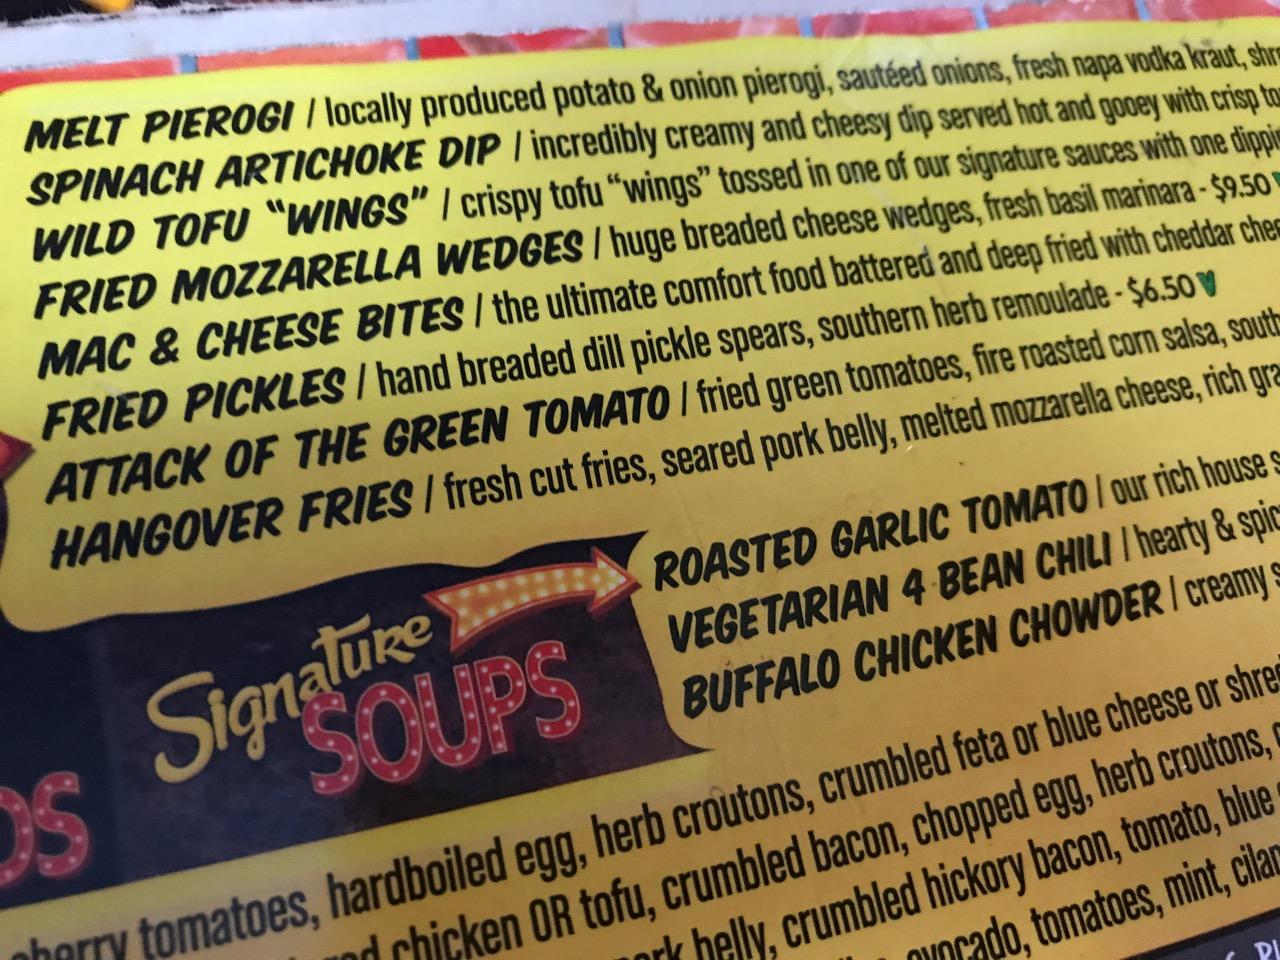 MELT PIEROGI / locally produced potato & onion pierogi, sautéed onions, fresh napa vodka kraut,
SPINACH ARTICHOKE DIP / incredibly creamy and cheesy dip served hot and gooey with crisp
WILD TOFU “WINGS” / crispy tofu “wings” tossed in one of our signature sauces with one
FRIED MOZZARELLA WEDGES / huge breaded cheese wedges, fresh basil marinara - $9.50
MAC & CHEESE BITES / the ultimate comfort food battered and deep fried with cheddar
FRIED PICKLES / hand breaded dill pickle spears, southern herb remoulade - $6.50
ATTACK OF THE GREEN TOMATO / fried green tomatoes, fire roasted corn salsa,
HANGOVER FRIES / fresh cut fries, seared pork belly, melted mozzarella cheese, rich
Signature
SOUPS
ROASTED GARLIC TOMATO / our rich house
VEGETARIAN 4 BEAN CHILI / hearty &
BUFFALO CHICKEN CHOWDER / creamy
DS
cherry tomatoes, hardboiled egg, herb croutons, crumbled feta or blue cheese or
chicken OR tofu, crumbled bacon, chopped egg, herb croutons,
belly, crumbled hickory bacon, tomato, blue
avocado, tomatoes, mint,